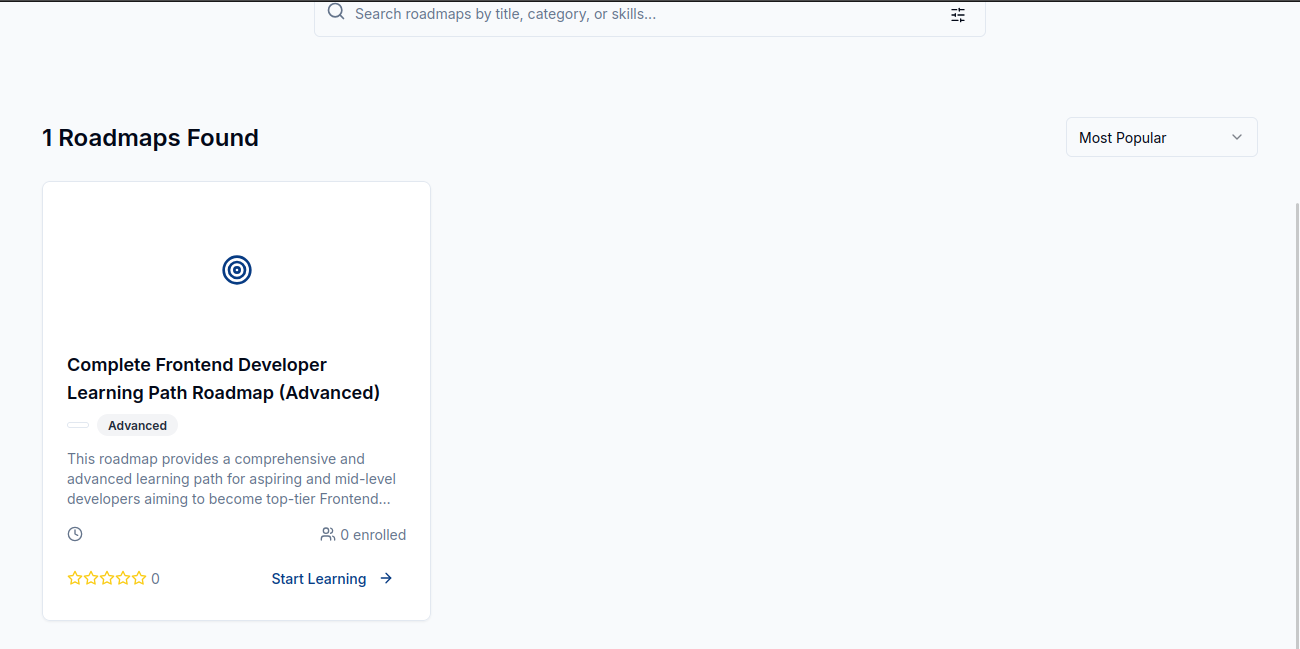 Search roadmaps by title, category, or skills...
1 Roadmaps Found
Most Popular
Complete Frontend Developer
Learning Path Roadmap (Advanced)
Advanced
This roadmap provides a comprehensive and
advanced learning path for aspiring and mid-level
developers aiming to become top-tier Frontend...
0 enrolled
0
Start Learning